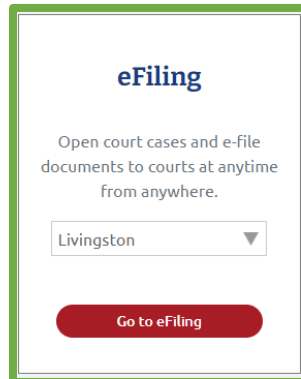 eFiling
Open court cases and e-file
documents to courts at anytime
from anywhere.
Livingston
Go to eFiling